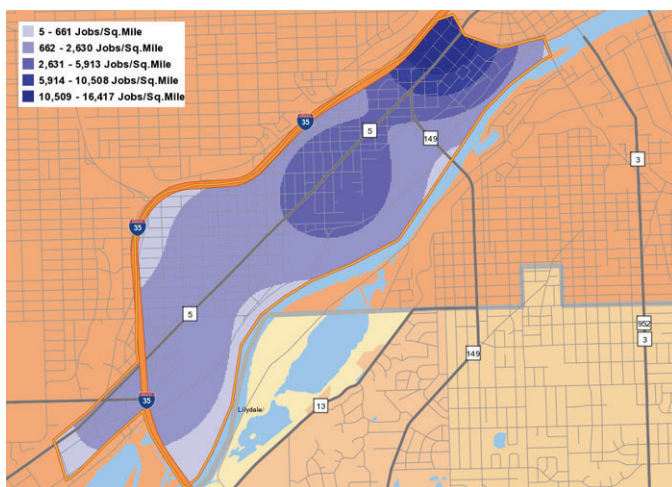 5 - 661 Jobs/Sq.Mile
662 - 2,630 Jobs/Sq.Mile
2,631 - 5,913 Jobs/Sq.Mile
5,914 - 10,508 Jobs/Sq.Mile
10,509 - 16,417 Jobs/Sq.Mile
35
5
149
3
35
5
952
3
149
35
13
Lilydale